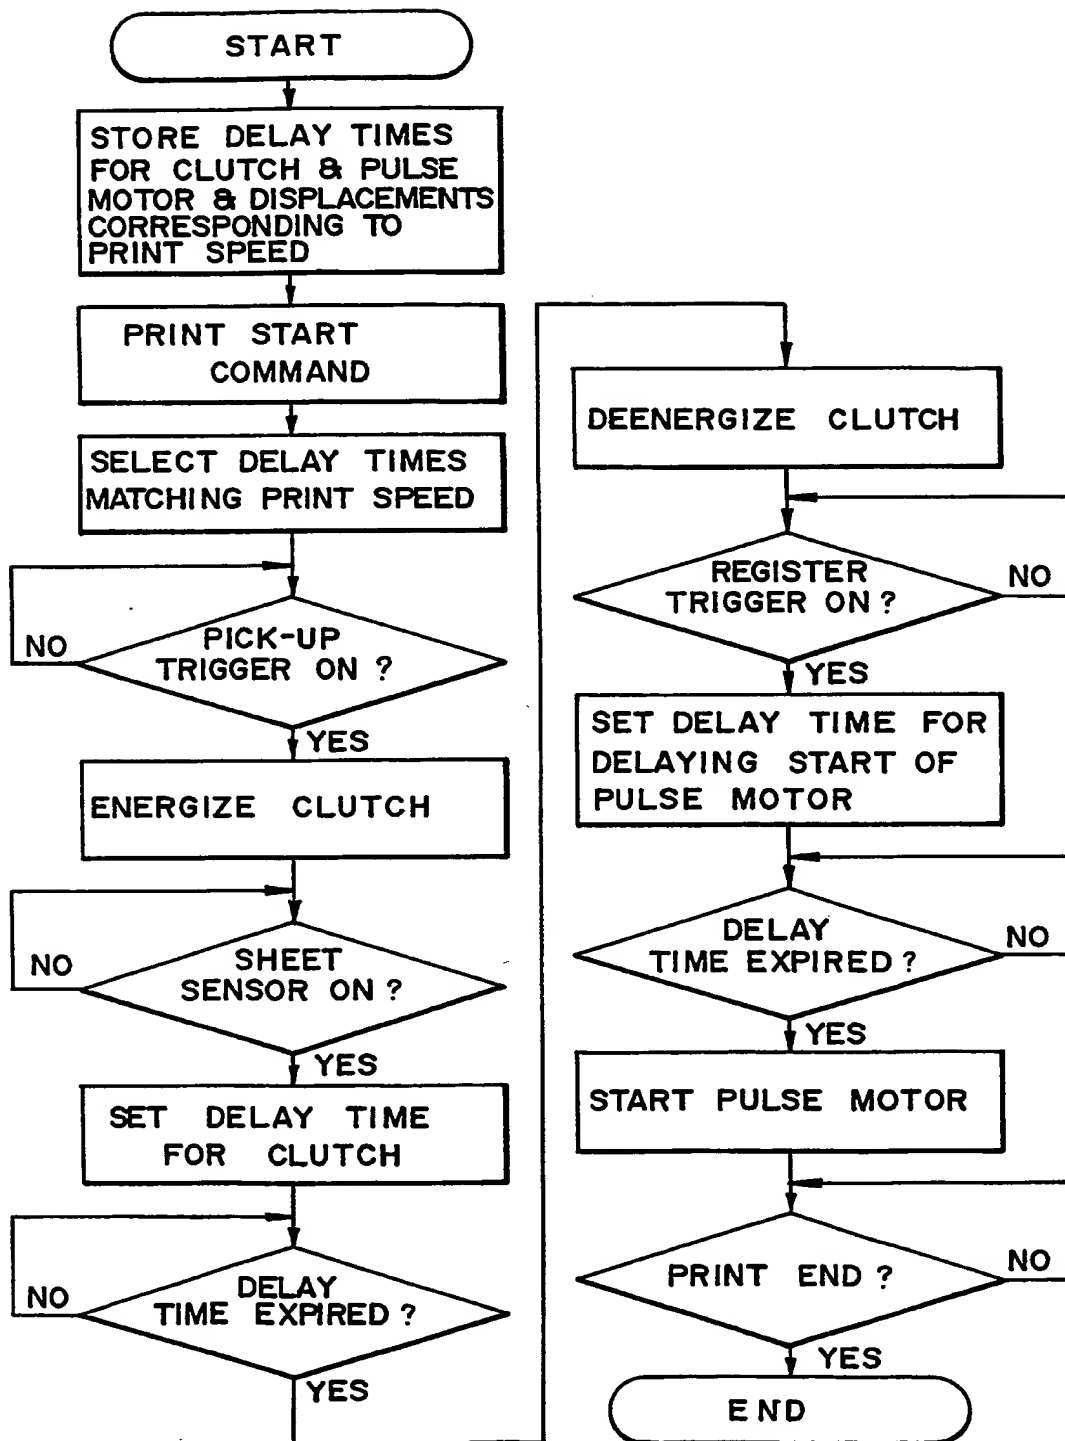 START
STORE DELAY TIMES
FOR CLUTCH & PULSE
MOTOR & DISPLACEMENTS
CORRESPONDING TO
PRINT SPEED
PRINT START
COMMAND
SELECT DELAY TIMES
MATCHING PRINT SPEED
PICK-UP
TRIGGER ON ?
NO
YES
ENERGIZE CLUTCH
SHEET
SENSOR ON ?
NO
YES
SET DELAY TIME
FOR CLUTCH
DELAY
TIME EXPIRED ?
NO
YES
DEENERGIZE CLUTCH
REGISTER
TRIGGER ON ?
NO
YES
SET DELAY TIME FOR
DELAYING START OF
PULSE MOTOR
DELAY
TIME EXPIRED ?
NO
YES
START PULSE MOTOR
PRINT END ?
NO
YES
END